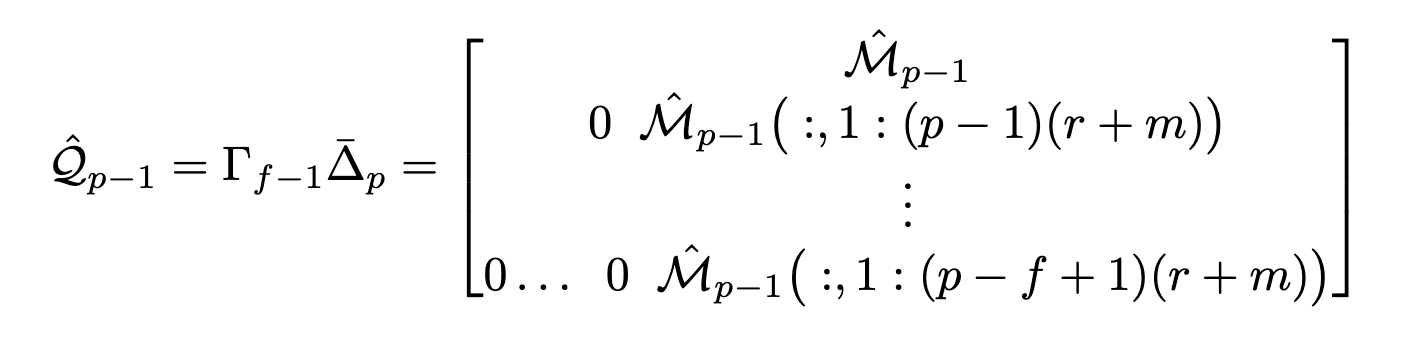 $\hat{\mathcal{Q}}_{p-1} = \Gamma_{f-1}\bar{\Delta}_p = \begin{bmatrix} \hat{\mathcal{M}}_{p-1} \\ 0 \;\; \hat{\mathcal{M}}_{p-1}\big( :, 1 : (p-1)(r+m)\big) \\ \vdots \\ 0 \ldots \;\; 0 \;\; \hat{\mathcal{M}}_{p-1}\big( :, 1 : (p-f+1)(r+m)\big) \end{bmatrix}$